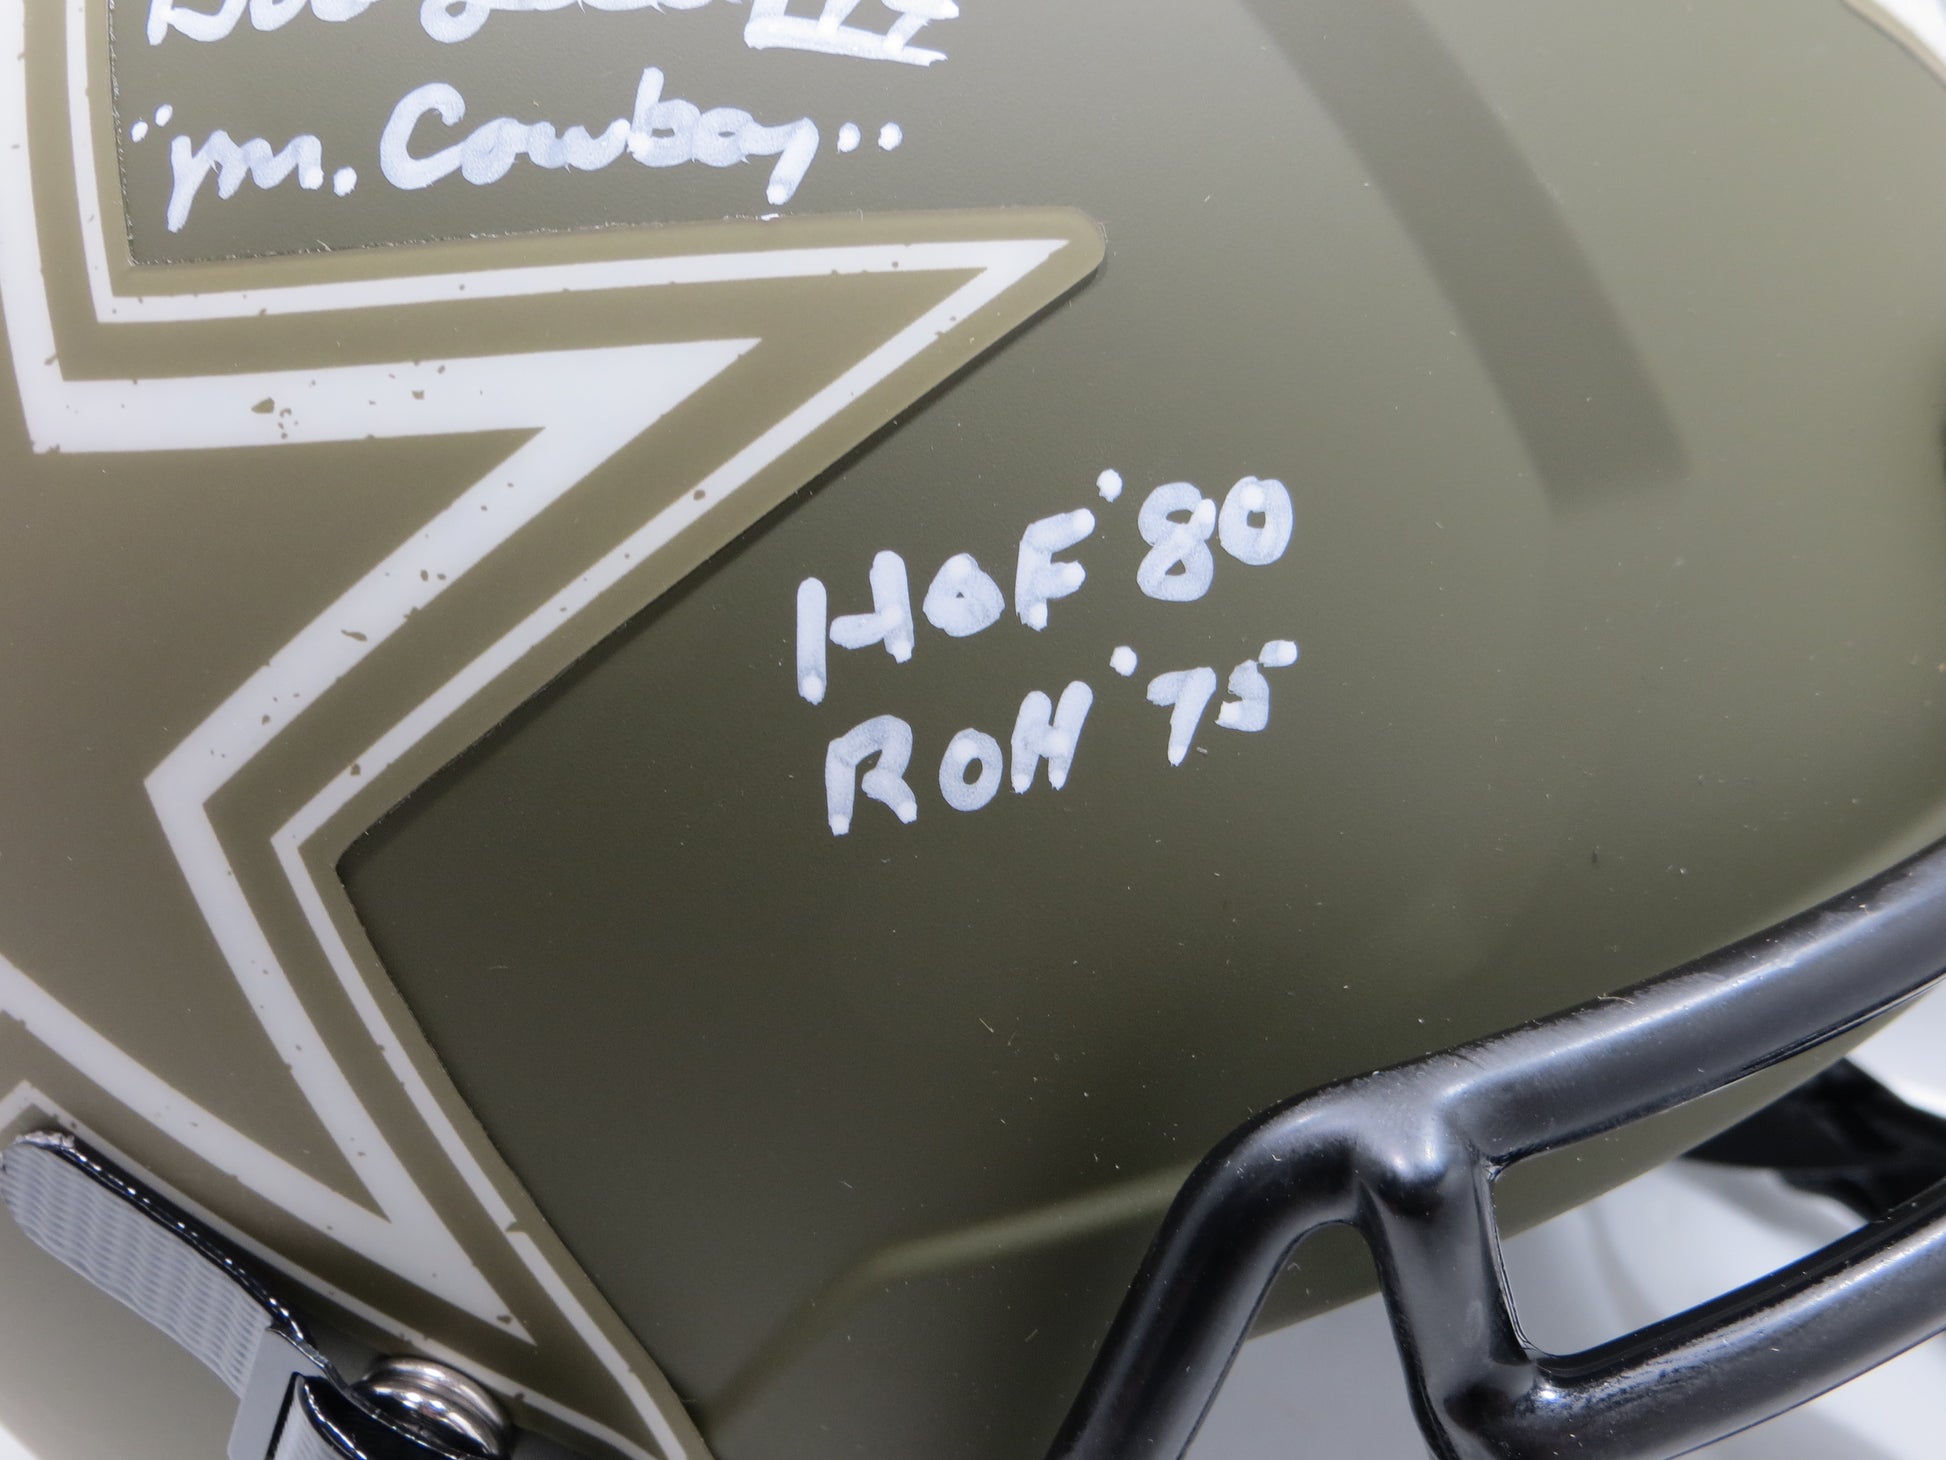 "Mr. Cowboy"
HOF '80
ROH '75